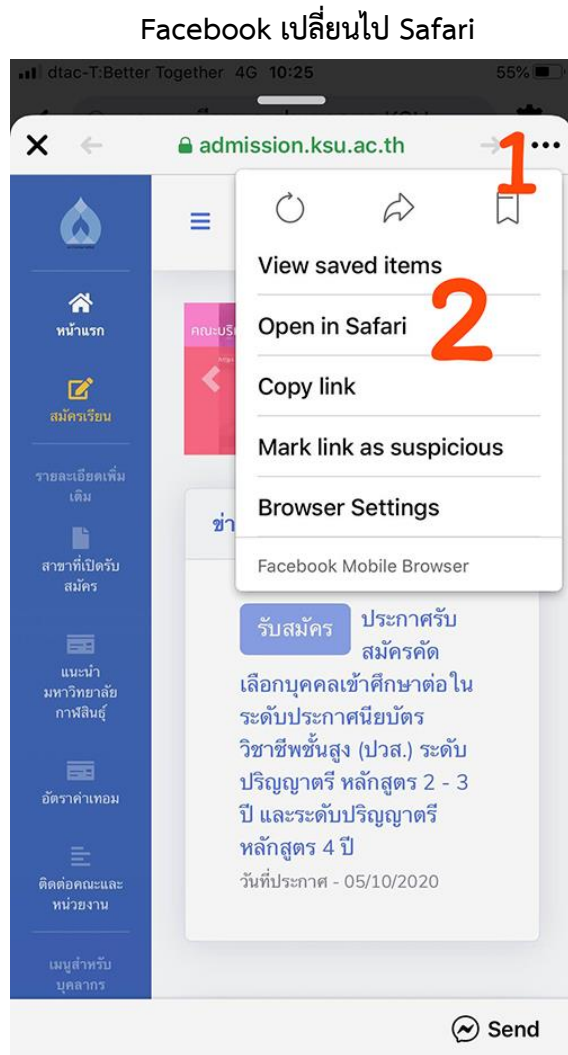 Facebook เปลี่ยนไป Safari
dtac-T:Better Together 4G 10:25 55%
admission.ksu.ac.th
1
View saved items
2
Open in Safari
Copy link
Mark link as suspicious
Browser Settings
Facebook Mobile Browser
หน้าแรก
สมัครเรียน
รายละเอียดเพิ่ม
เติม
สาขาที่เปิดรับ
สมัคร
แนะนำ
มหาวิทยาลัย
กาฬสินธุ์
อัตราค่าเทอม
ติดต่อคณะและ
หน่วยงาน
เมนูสำหรับ
บุคลากร
ข่า
รับสมัคร ประกาศรับ
สมัครคัด
เลือกบุคคลเข้าศึกษาต่อใน
ระดับประกาศนียบัตร
วิชาชีพชั้นสูง (ปวส.) ระดับ
ปริญญาตรี หลักสูตร 2 - 3
ปี และระดับปริญญาตรี
หลักสูตร 4 ปี
วันที่ประกาศ - 05/10/2020
Send